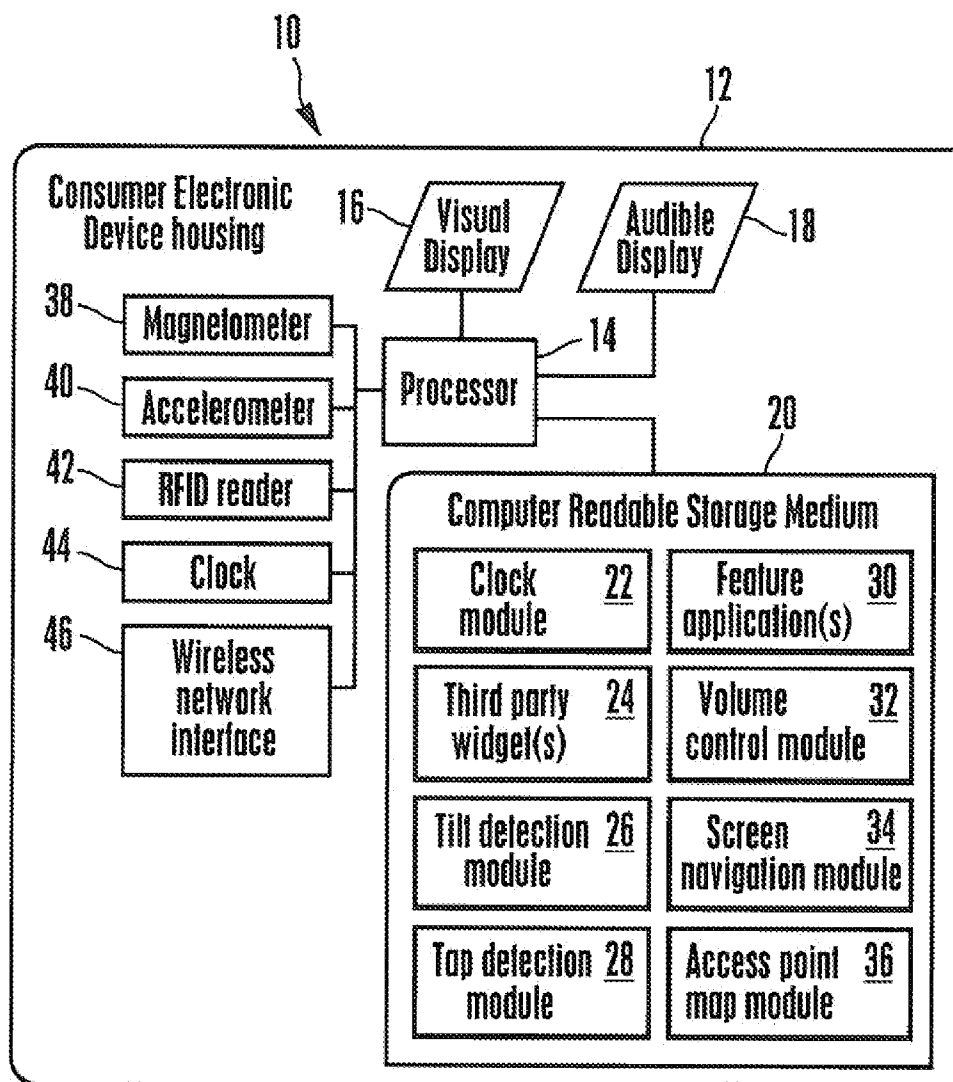 10
12
Consumer Electronic
Device housing
16
Visual
Display
Audible
Display
18
38
Magnetometer
14
Processor
40
Accelerometer
20
42
RFID reader
Computer Readable Storage Medium
44
Clock
Clock
module
22
Feature
application(s)
30
46
Wireless
network
interface
Third party
widget(s)
24
Volume
control module
32
Tilt detection
module
26
Screen
navigation module
34
Tap detection
module
28
Access point
map module
36